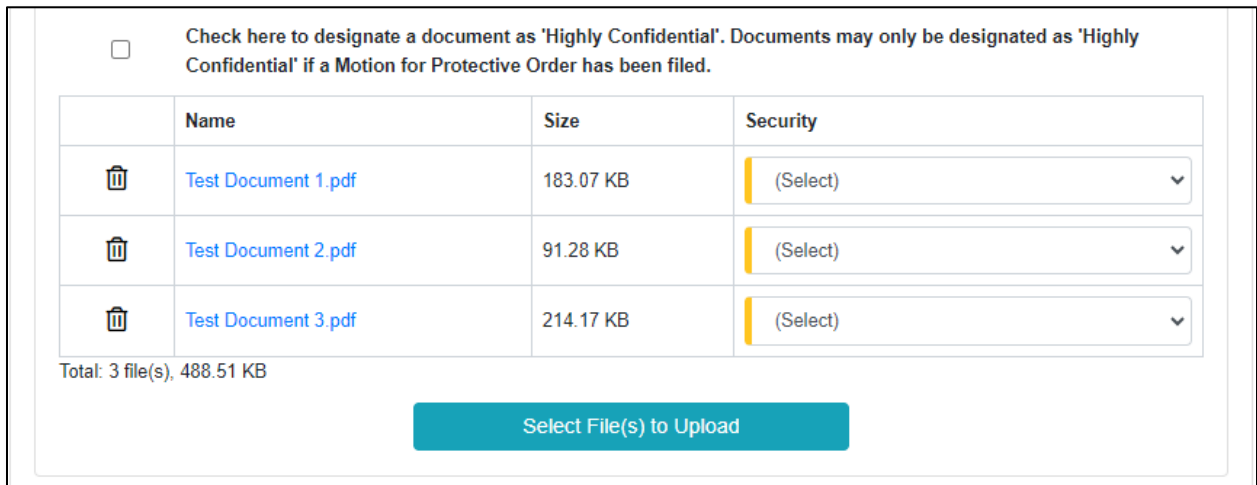 Check here to designate a document as 'Highly Confidential'. Documents may only be designated as 'Highly
Confidential' if a Motion for Protective Order has been filed.
Name Size Security
Test Document 1.pdf 183.07 KB (Select)
Test Document 2.pdf 91.28 KB (Select)
Test Document 3.pdf 214.17 KB (Select)
Total: 3 file(s), 488.51 KB
Select File(s) to Upload